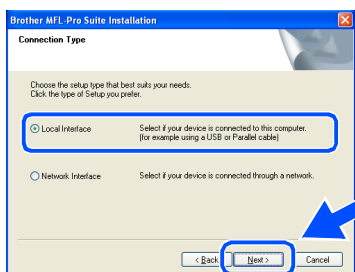 Brother MFL-Pro Suite Installation
Connection Type
Choose the setup type that best suits your needs.
Click the type of Setup you prefer.
Local Interface Select if your device is connected to this computer.
(for example using a USB or Parallel cable)
Network Interface Select if your device is connected through a network.
< Back Next > Cancel